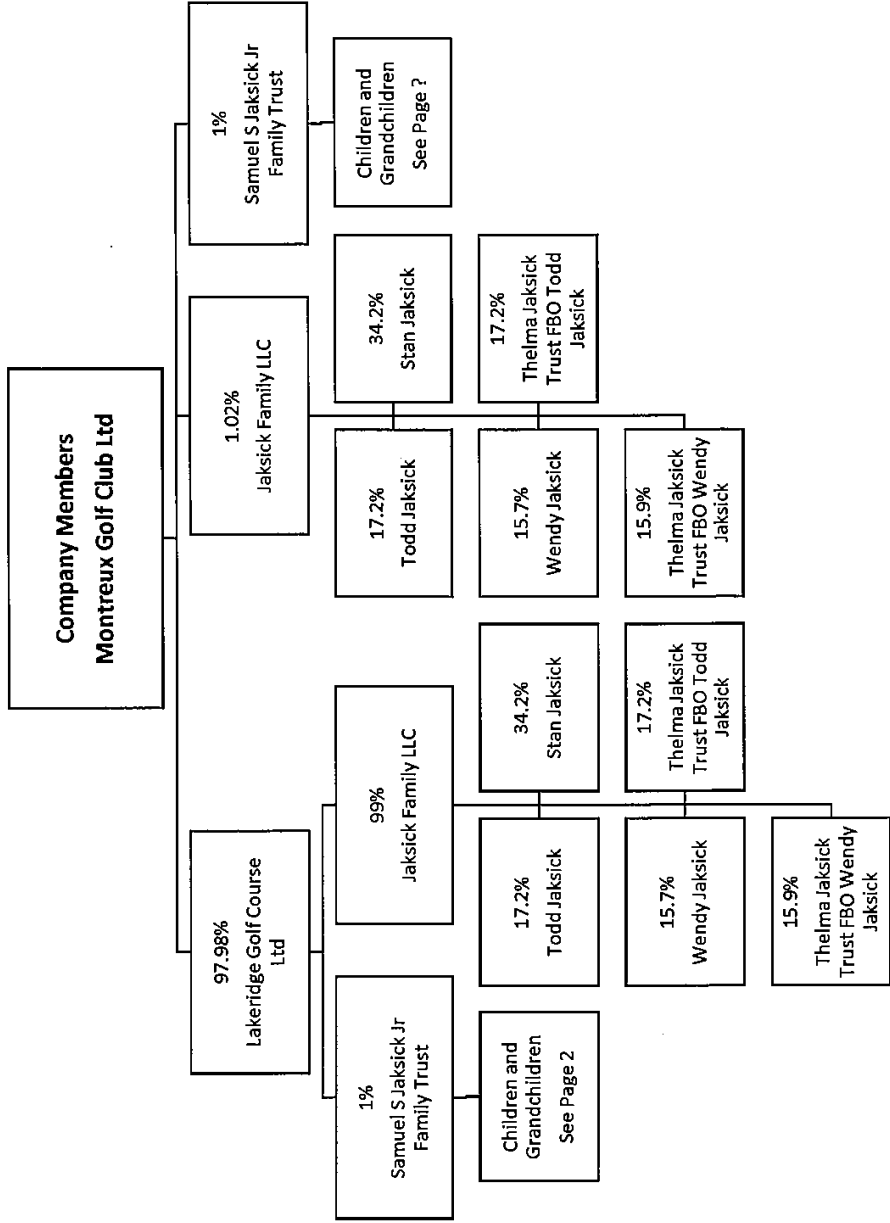 Company Members
Montreux Golf Club Ltd
97.98%
Lakeridge Golf Course
Ltd
1.02%
Jaksick Family LLC
1%
Samuel S Jaksick Jr
Family Trust
1%
Samuel S Jaksick Jr
Family Trust
99%
Jaksick Family LLC
Children and
Grandchildren
See Page 2
17.2%
Todd Jaksick
34.2%
Stan Jaksick
15.7%
Wendy Jaksick
17.2%
Thelma Jaksick
Trust FBO Todd
Jaksick
15.9%
Thelma Jaksick
Trust FBO Wendy
Jaksick
17.2%
Todd Jaksick
34.2%
Stan Jaksick
15.7%
Wendy Jaksick
17.2%
Thelma Jaksick
Trust FBO Todd
Jaksick
15.9%
Thelma Jaksick
Trust FBO Wendy
Jaksick
Children and
Grandchildren
See Page ?